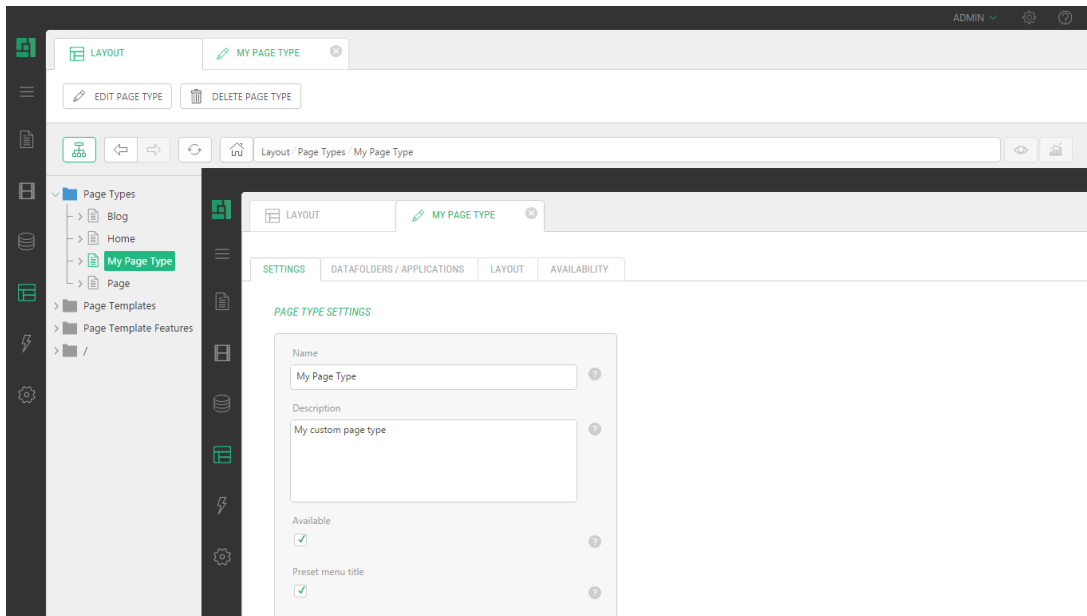 ADMIN
LAYOUT
MY PAGE TYPE
EDIT PAGE TYPE
DELETE PAGE TYPE
Layout / Page Types / My Page Type
Page Types
Blog
Home
My Page Type
Page
Page Templates
Page Template Features
/
LAYOUT
MY PAGE TYPE
SETTINGS
DATAFOLDERS / APPLICATIONS
LAYOUT
AVAILABILITY
PAGE TYPE SETTINGS
Name
My Page Type
Description
My custom page type
Available
Preset menu title